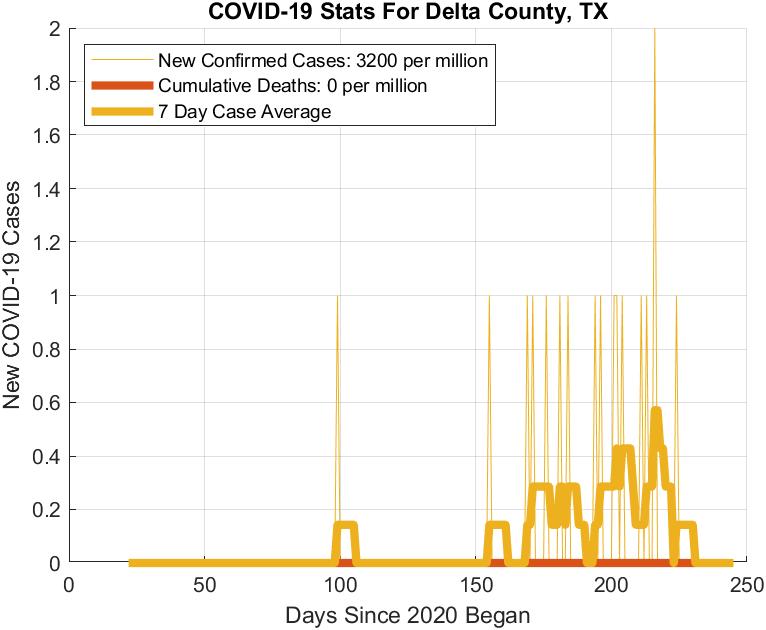 COVID-19 Stats For Delta County, TX
New Confirmed Cases: 3200 per million
Cumulative Deaths: 0 per million
7 Day Case Average
New COVID-19 Cases
2
1.8
1.6
1.4
1.2
1
0.8
0.6
0.4
0.2
0
0 50 100 150 200 250
Days Since 2020 Began